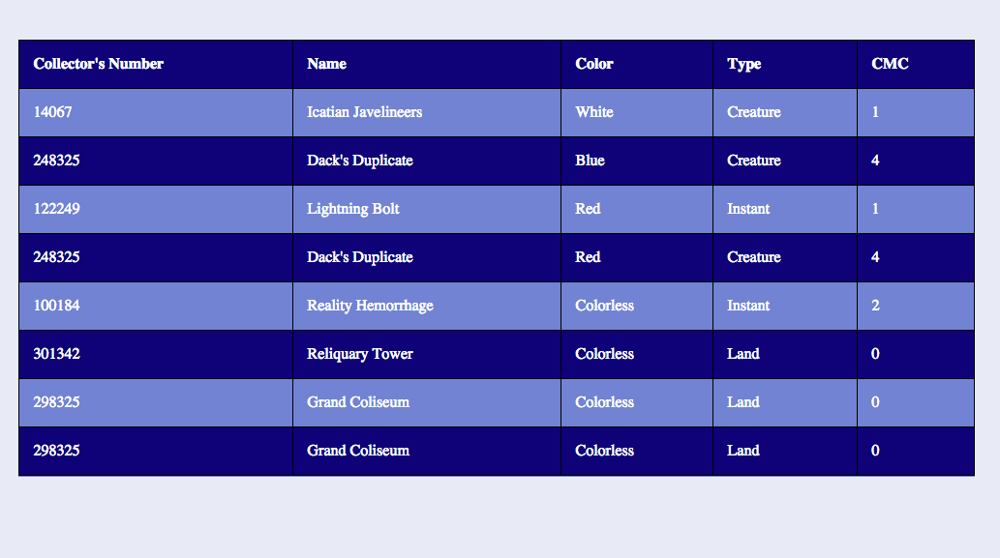 Collector's Number Name Color Type CMC
14067 Icatian Javelineers White Creature 1
248325 Dack's Duplicate Blue Creature 4
122249 Lightning Bolt Red Instant 1
248325 Dack's Duplicate Red Creature 4
100184 Reality Hemorrhage Colorless Instant 2
301342 Reliquary Tower Colorless Land 0
298325 Grand Coliseum Colorless Land 0
298325 Grand Coliseum Colorless Land 0